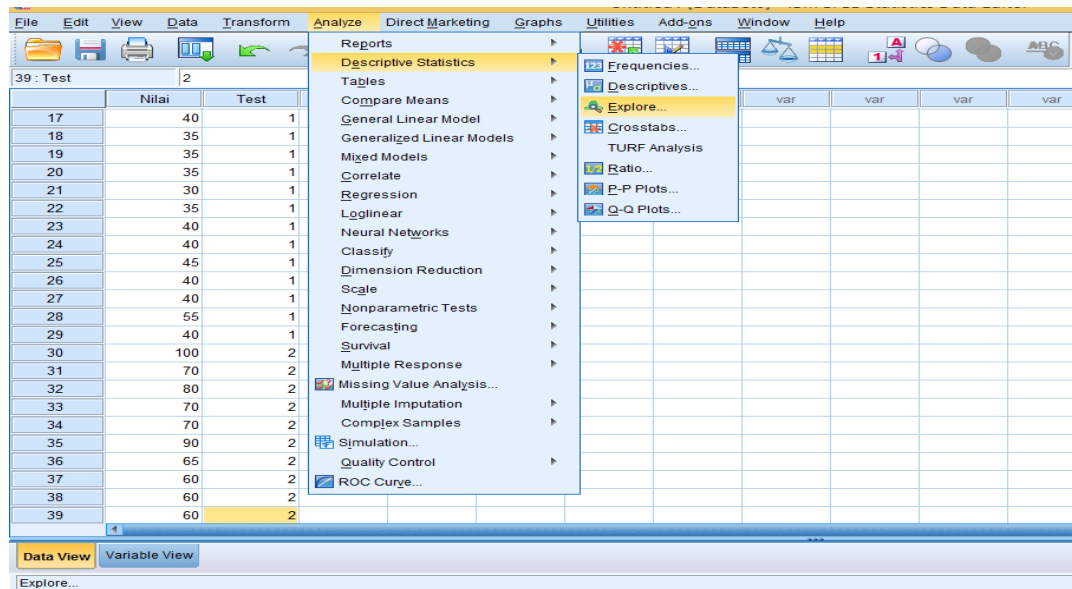 File Edit View Data Transform Analyze Direct Marketing Graphs Utilities Add-ons Window Help
39 : Test 2
Nilai Test var var var var
17 40 1
18 35 1
19 35 1
20 35 1
21 30 1
22 35 1
23 40 1
24 40 1
25 45 1
26 40 1
27 40 1
28 55 1
29 40 1
30 100 2
31 70 2
32 80 2
33 70 2
34 70 2
35 90 2
36 65 2
37 60 2
38 60 2
39 60 2
Reports
Descriptive Statistics
Tables
Compare Means
General Linear Model
Generalized Linear Models
Mixed Models
Correlate
Regression
Loglinear
Neural Networks
Classify
Dimension Reduction
Scale
Nonparametric Tests
Forecasting
Survival
Multiple Response
Missing Value Analysis...
Multiple Imputation
Complex Samples
Simulation...
Quality Control
ROC Curve...
123 Frequencies...
Descriptives...
Explore...
Crosstabs...
TURF Analysis
1/2 Ratio...
P-P Plots...
Q-Q Plots...
Data View Variable View
Explore...